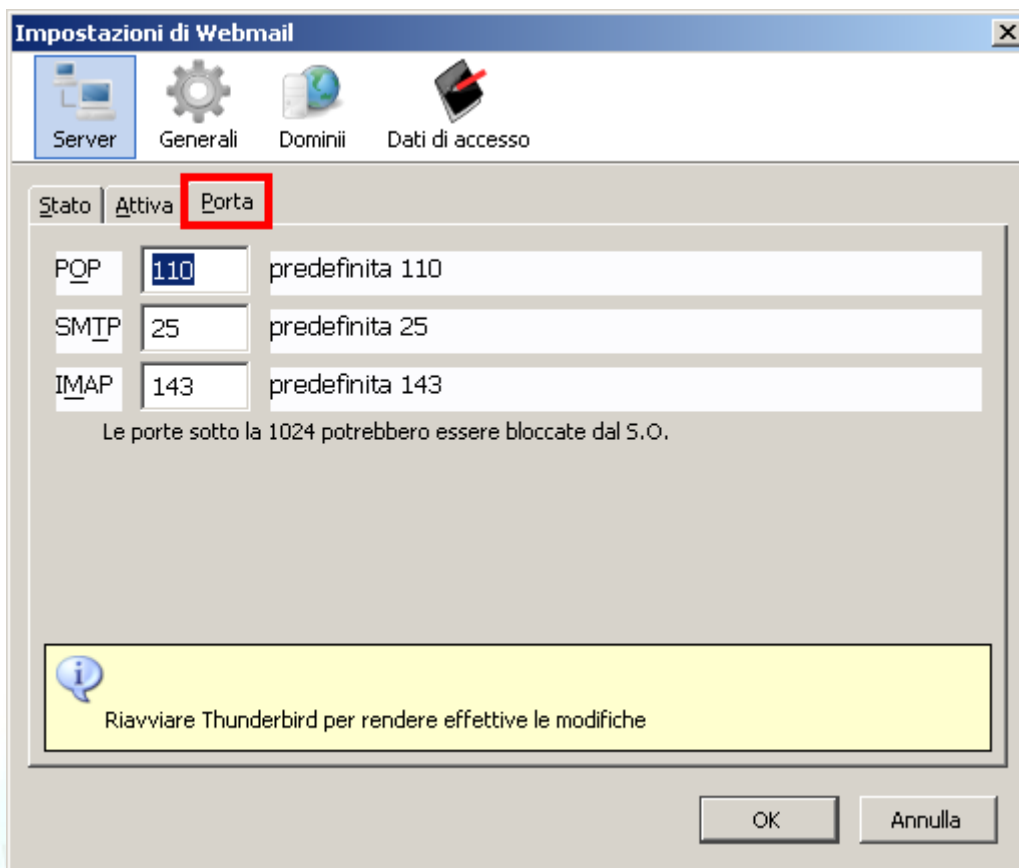 Impostazioni di Webmail
Server Generali Dominii Dati di accesso
Stato Attiva Porta
POP 110 predefinita 110
SMTP 25 predefinita 25
IMAP 143 predefinita 143
Le porte sotto la 1024 potrebbero essere bloccate dal S.O.
Riavviare Thunderbird per rendere effettive le modifiche
OK Annulla